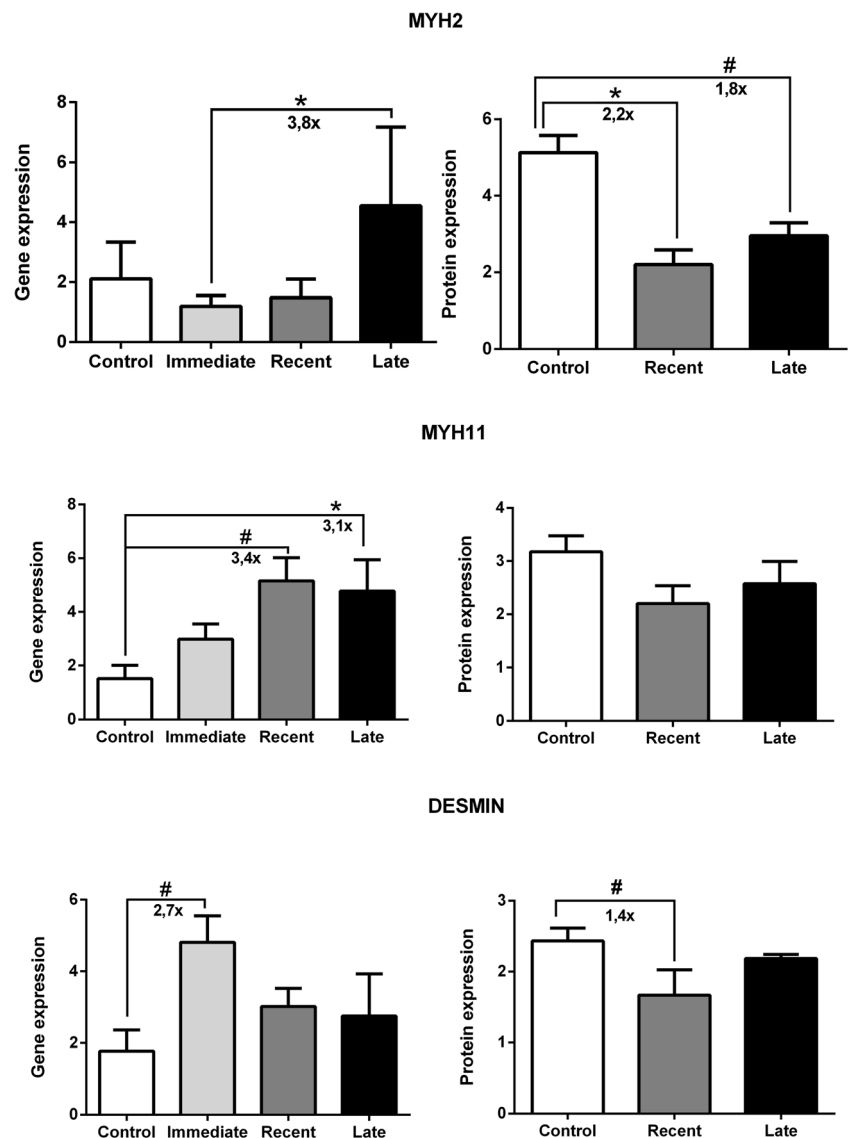 MYH2
Gene expression
8
6
4
2
0
*
3,8x
Control Immediate Recent Late
Protein expression
6
4
2
0
#
1,8x
*
2,2x
Control Recent Late
MYH11
Gene expression
8
6
4
2
0
*
3,1x
#
3,4x
Control Immediate Recent Late
Protein expression
4
3
2
1
0
Control Recent Late
DESMIN
Gene expression
6
4
2
0
#
2,7x
Control Immediate Recent Late
Protein expression
3
2
1
0
#
1,4x
Control Recent Late